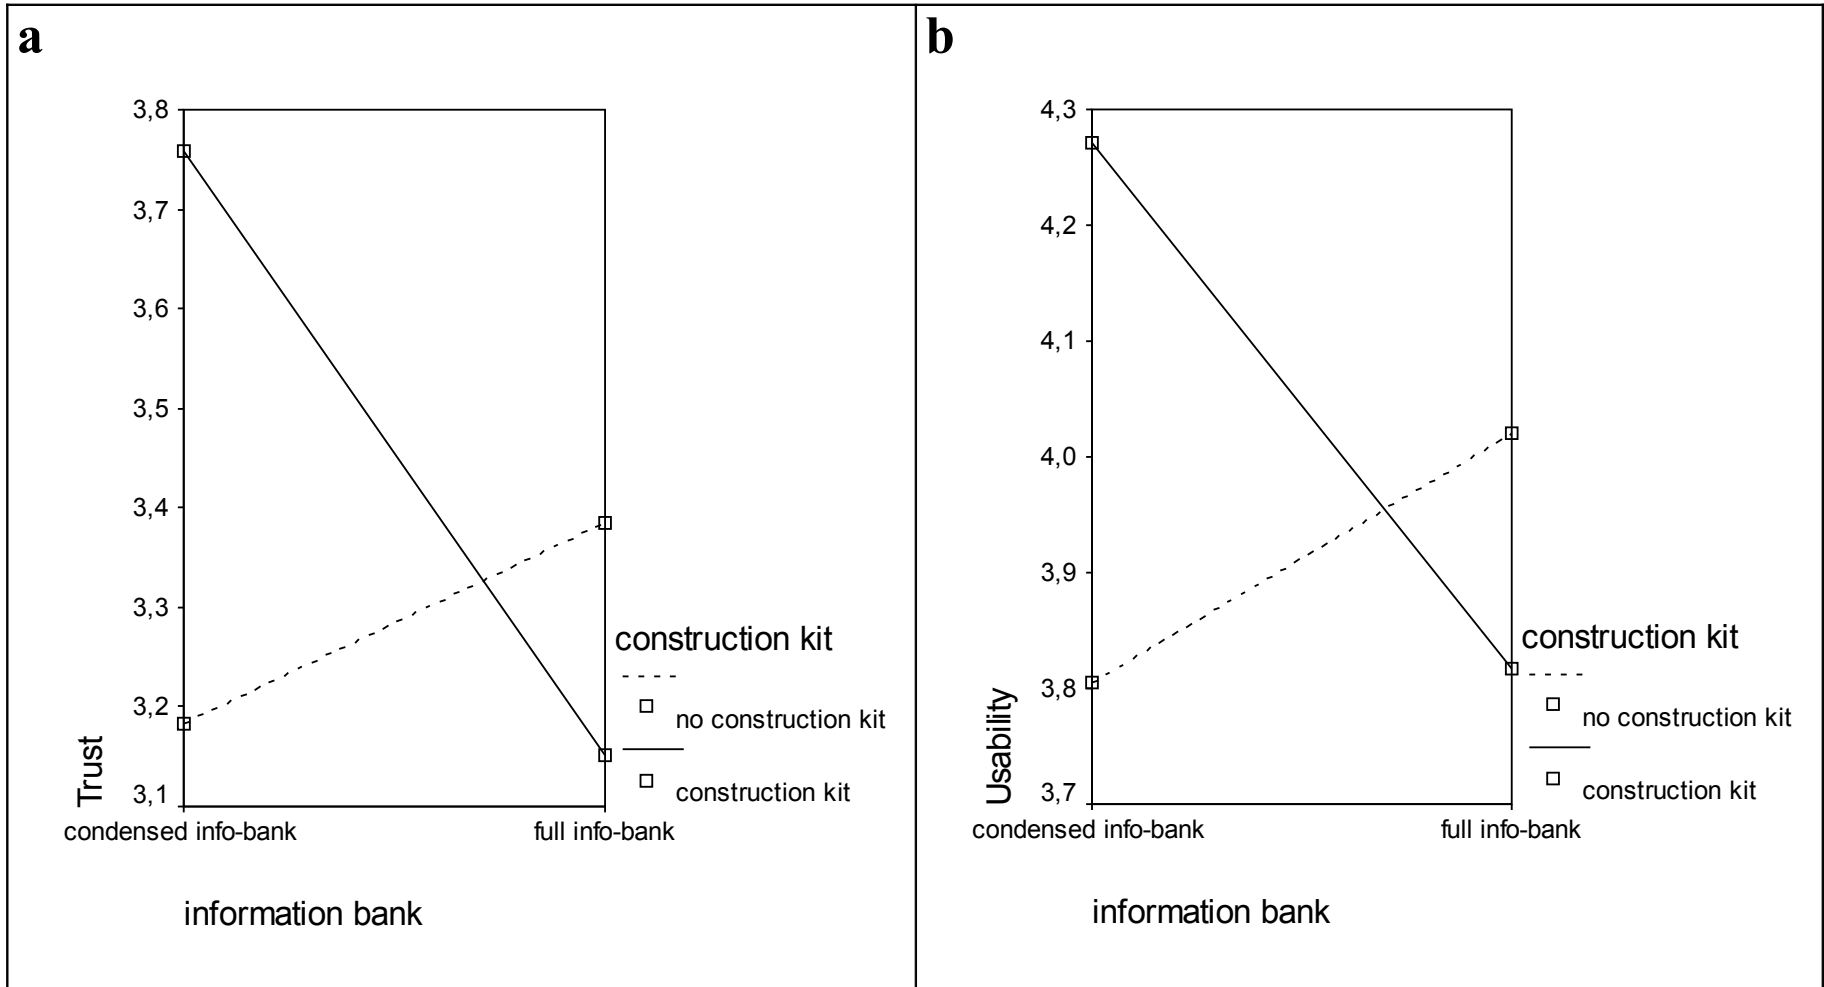 a
3,8
3,7
3,6
3,5
3,4
3,3
3,2
3,1
Trust
condensed info-bank
full info-bank
information bank
construction kit
no construction kit
construction kit
b
4,3
4,2
4,1
4,0
3,9
3,8
3,7
Usability
condensed info-bank
full info-bank
information bank
construction kit
no construction kit
construction kit